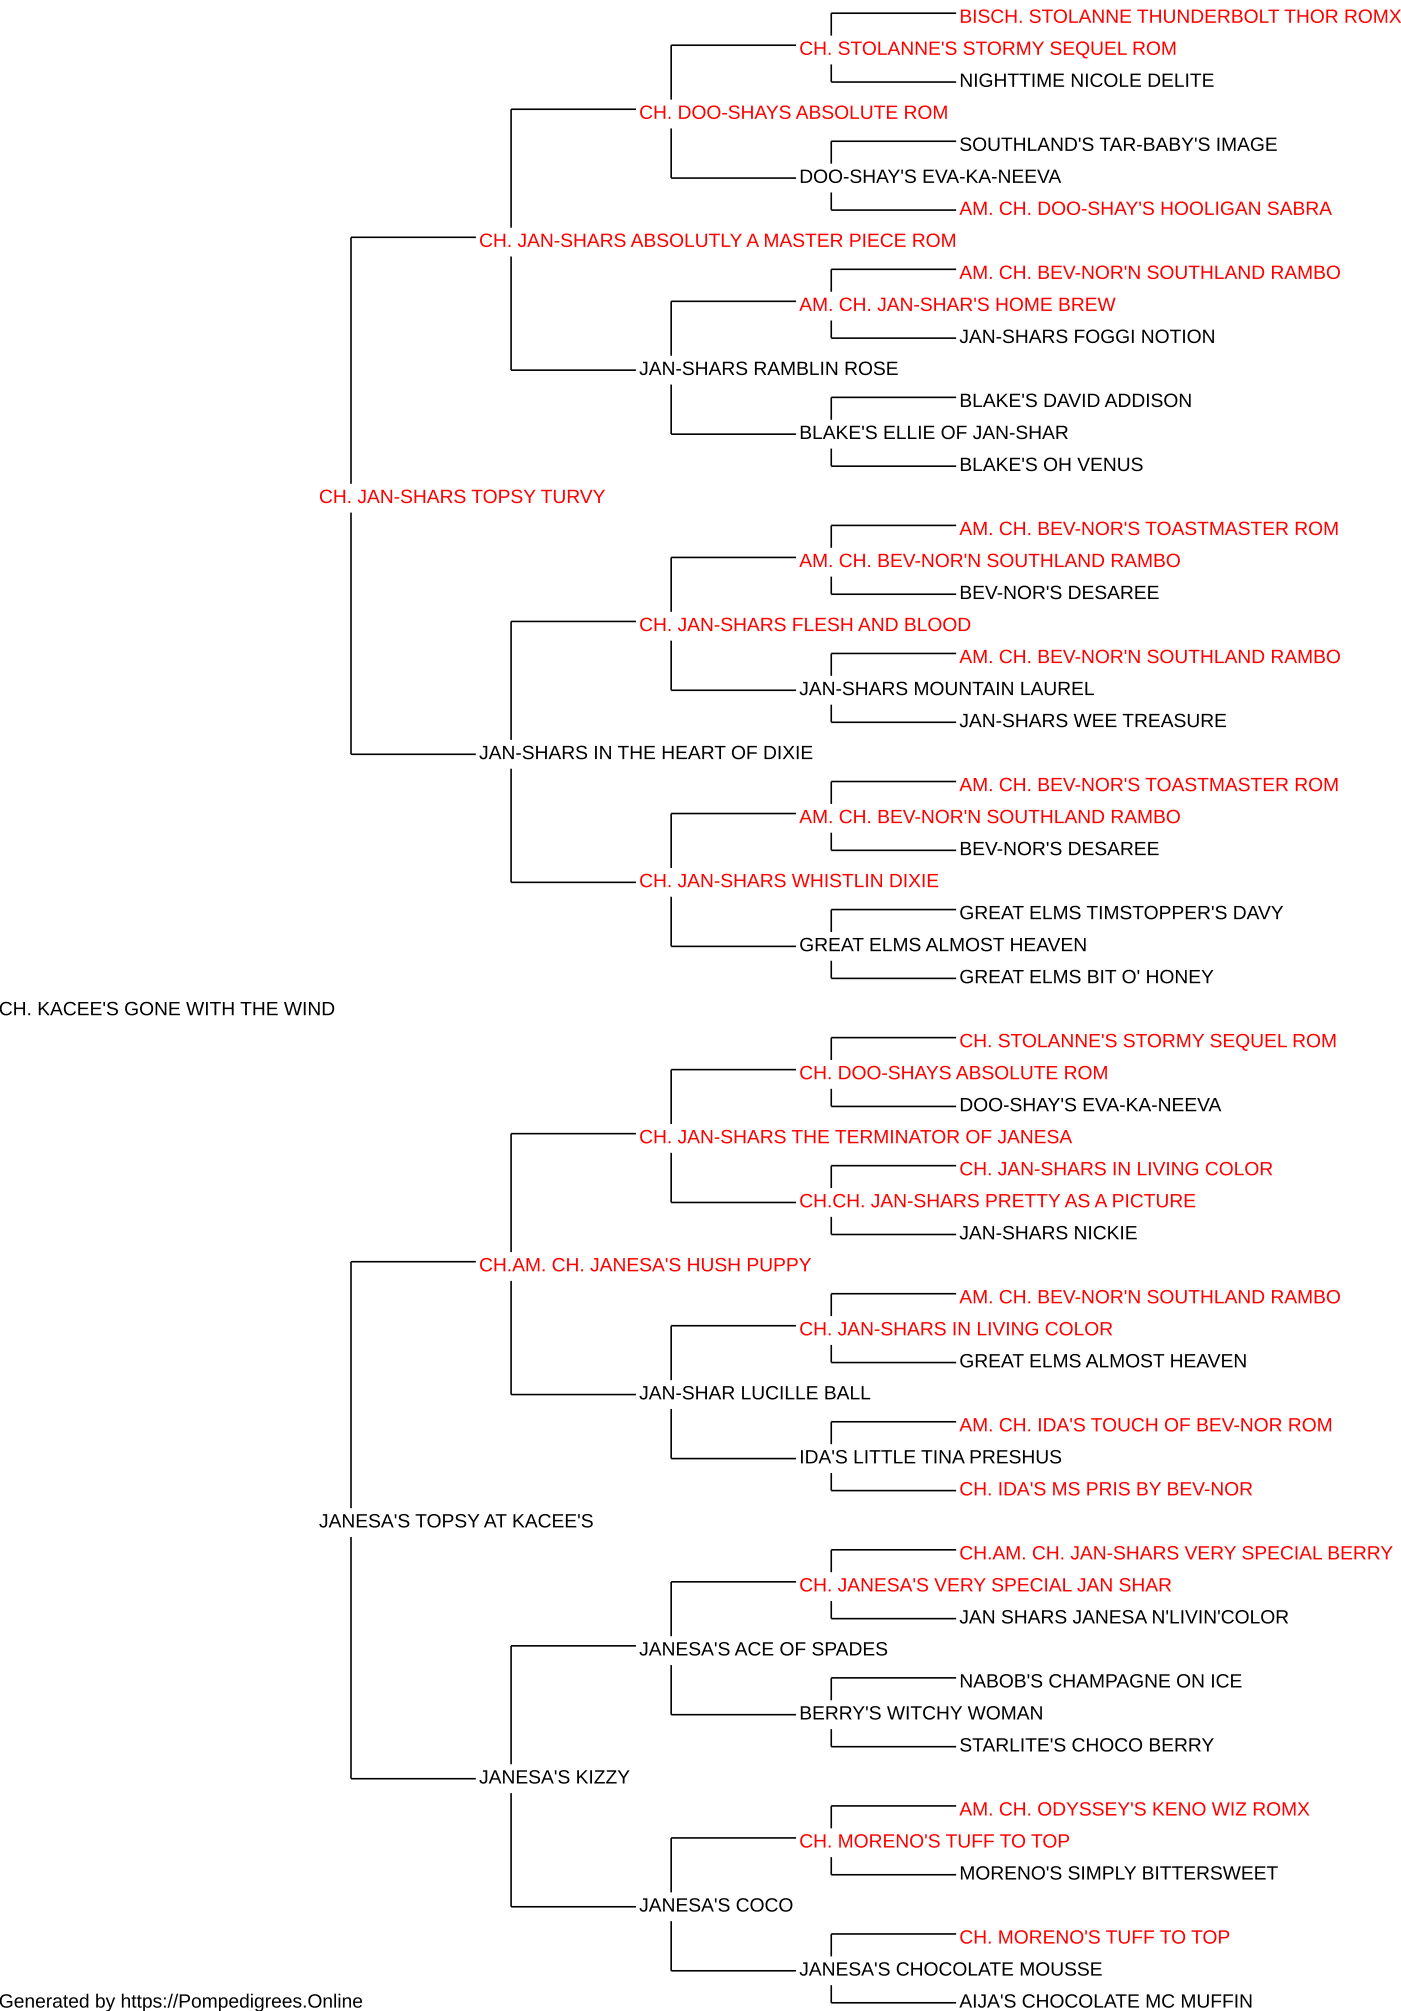 BISCH. STOLANNE THUNDERBOLT THOR ROMX
CH. STOLANNE'S STORMY SEQUEL ROM
NIGHTTIME NICOLE DELITE
CH. DOO-SHAYS ABSOLUTE ROM
SOUTHLAND'S TAR-BABY'S IMAGE
DOO-SHAY'S EVA-KA-NEEVA
AM. CH. DOO-SHAY'S HOOLIGAN SABRA
CH. JAN-SHARS ABSOLUTLY A MASTER PIECE ROM
AM. CH. BEV-NOR'N SOUTHLAND RAMBO
AM. CH. JAN-SHAR'S HOME BREW
JAN-SHARS FOGGI NOTION
JAN-SHARS RAMBLIN ROSE
BLAKE'S DAVID ADDISON
BLAKE'S ELLIE OF JAN-SHAR
BLAKE'S OH VENUS
CH. JAN-SHARS TOPSY TURVY
AM. CH. BEV-NOR'S TOASTMASTER ROM
AM. CH. BEV-NOR'N SOUTHLAND RAMBO
BEV-NOR'S DESAREE
CH. JAN-SHARS FLESH AND BLOOD
AM. CH. BEV-NOR'N SOUTHLAND RAMBO
JAN-SHARS MOUNTAIN LAUREL
JAN-SHARS WEE TREASURE
JAN-SHARS IN THE HEART OF DIXIE
AM. CH. BEV-NOR'S TOASTMASTER ROM
AM. CH. BEV-NOR'N SOUTHLAND RAMBO
BEV-NOR'S DESAREE
CH. JAN-SHARS WHISTLIN DIXIE
GREAT ELMS TIMSTOPPER'S DAVY
GREAT ELMS ALMOST HEAVEN
GREAT ELMS BIT O' HONEY
CH. KACEE'S GONE WITH THE WIND
CH. STOLANNE'S STORMY SEQUEL ROM
CH. DOO-SHAYS ABSOLUTE ROM
DOO-SHAY'S EVA-KA-NEEVA
CH. JAN-SHARS THE TERMINATOR OF JANESA
CH. JAN-SHARS IN LIVING COLOR
CH.CH. JAN-SHARS PRETTY AS A PICTURE
JAN-SHARS NICKIE
CH.AM. CH. JANESA'S HUSH PUPPY
AM. CH. BEV-NOR'N SOUTHLAND RAMBO
CH. JAN-SHARS IN LIVING COLOR
GREAT ELMS ALMOST HEAVEN
JAN-SHAR LUCILLE BALL
AM. CH. IDA'S TOUCH OF BEV-NOR ROM
IDA'S LITTLE TINA PRESHUS
CH. IDA'S MS PRIS BY BEV-NOR
JANESA'S TOPSY AT KACEE'S
CH.AM. CH. JAN-SHARS VERY SPECIAL BERRY
CH. JANESA'S VERY SPECIAL JAN SHAR
JAN SHARS JANESA N'LIVIN'COLOR
JANESA'S ACE OF SPADES
NABOB'S CHAMPAGNE ON ICE
BERRY'S WITCHY WOMAN
STARLITE'S CHOCO BERRY
JANESA'S KIZZY
AM. CH. ODYSSEY'S KENO WIZ ROMX
CH. MORENO'S TUFF TO TOP
MORENO'S SIMPLY BITTERSWEET
JANESA'S COCO
CH. MORENO'S TUFF TO TOP
JANESA'S CHOCOLATE MOUSSE
AIJA'S CHOCOLATE MC MUFFIN
Generated by https://Pompedigrees.Online